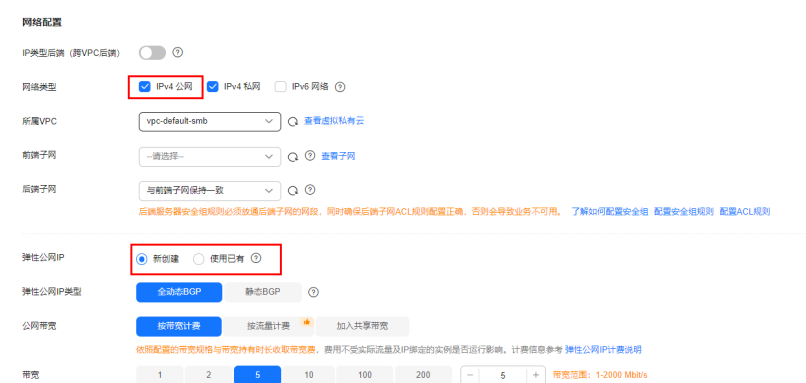 网络配置
IP类型后端（跨VPC后端）
网络类型 IPv4 公网 IPv4 私网 IPv6 网络
所属VPC vpc-default-smb 查看虚拟私有云
前端子网 --请选择-- 查看子网
后端子网 与前端子网保持一致
后端服务器安全组规则必须放通后端子网的网段，同时确保后端子网ACL规则配置正确，否则会导致业务不可用。 了解如何配置安全组 配置安全组规则 配置ACL规则
弹性公网IP 新创建 使用已有
弹性公网IP类型 全动态BGP 静态BGP
公网带宽 按带宽计费 按流量计费 加入共享带宽
依照配置的带宽规格与带宽持有时长收取带宽费，费用不受实际流量及IP绑定的实例是否运行影响。计费信息参考 弹性公网IP计费说明
带宽 1 2 5 10 100 200 − 5 + 带宽范围：1-2000 Mbit/s